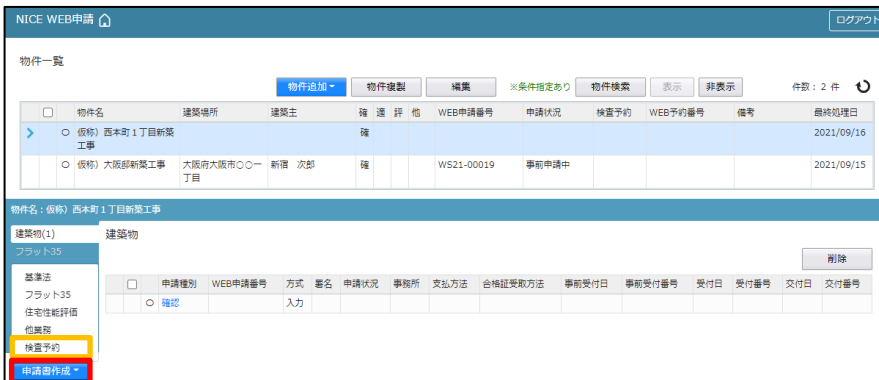 NICE WEB申請 ログアウト
物件一覧
物件追加 物件複製 編集 ※条件指定あり 物件検索 表示 非表示 件数: 2 件
物件名 建築場所 建築主 確 適 評 他 WEB申請番号 申請状況 検査予約 WEB予約番号 備考 最終処理日
〇 仮称）西本町１丁目新築 確 2021/09/16
工事
〇 仮称）大阪邸新築工事 大阪府大阪市〇〇一 新宿 次郎 確 WS21-00019 事前申請中 2021/09/15
丁目
物件名：仮称）西本町１丁目新築工事
建築物(1) 建築物
フラット35
削除
基準法
申請種別 WEB申請番号 方式 署名 申請状況 事務所 支払方法 合格証受取方法 事前受付日 事前受付番号 受付日 受付番号 交付日 交付番号
フラット35
〇 確認 入力
住宅性能評価
他業務
検査予約
申請書作成